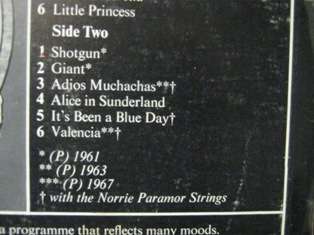 6 Little Princess
Side Two
1 Shotgun*
2 Giant*
3 Adios Muchachas**†
4 Alice in Sunderland
5 It's Been a Blue Day†
6 Valencia**†
* (P) 1961
** (P) 1963
*** (P) 1967
† with the Norrie Paramor Strings
a programme that reflects many moods.